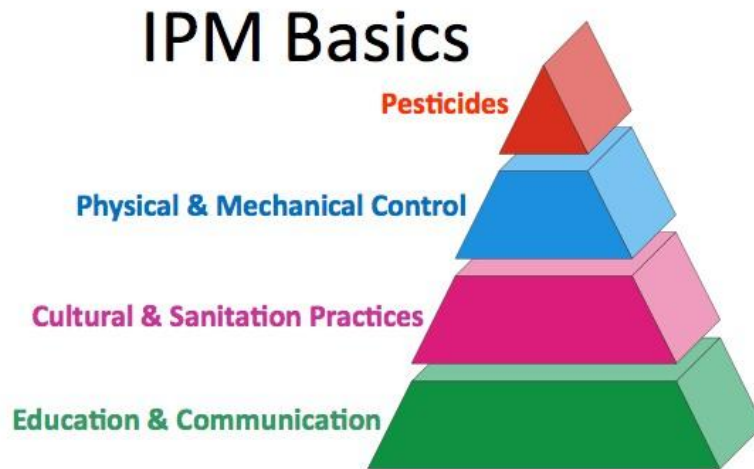 IPM Basics
Pesticides
Physical & Mechanical Control
Cultural & Sanitation Practices
Education & Communication